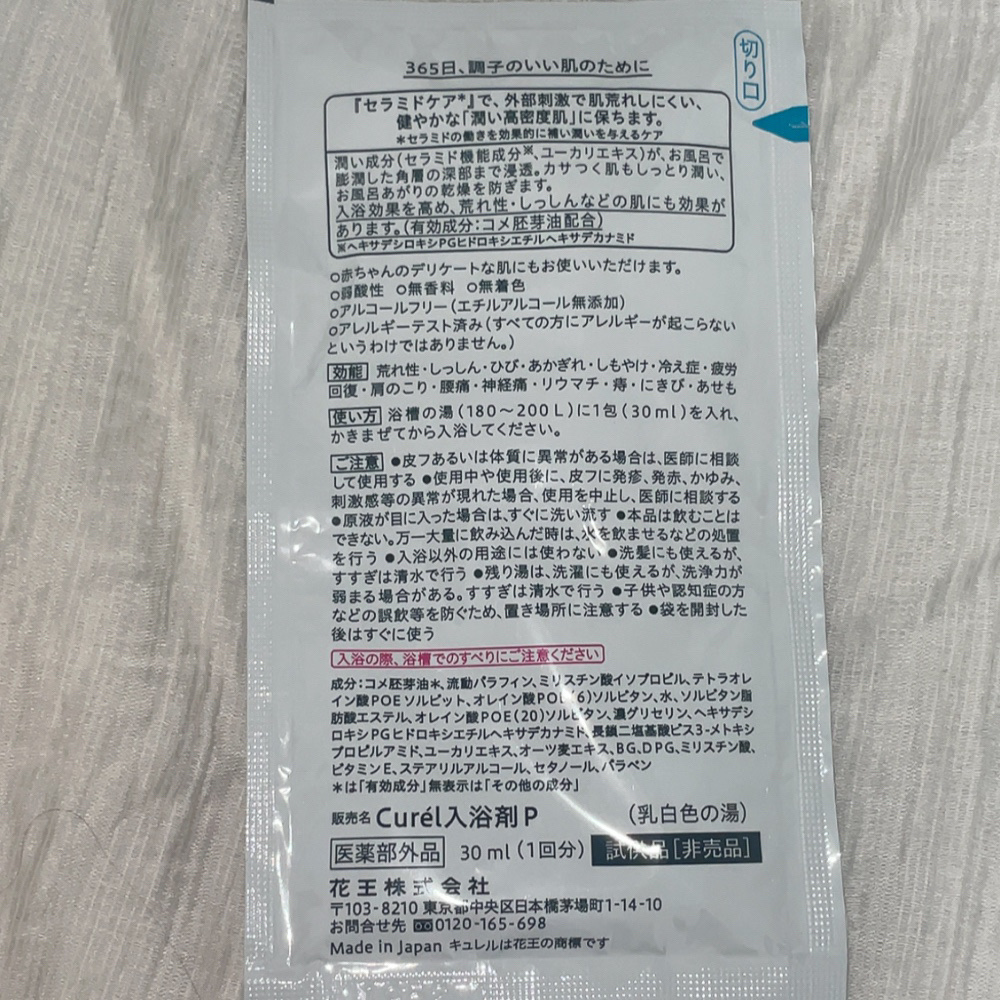 切り口
365日、調子のいい肌のために
『セラミドケア*』で、外部刺激で肌荒れしにくい、
健やかな「潤い高密度肌」に保ちます。
*セラミドの働きを効果的に補い潤いを与えるケア
潤い成分(セラミド機能成分※、ユーカリエキス)が、お風呂で
膨潤した角層の深部まで浸透。カサつく肌もしっとり潤い、
お風呂あがりの乾燥を防ぎます。
入浴効果を高め、荒れ性・しっしんなどの肌にも効果が
あります。(有効成分:コメ胚芽油配合)
※ヘキサデシロキシPGヒドロキシエチルヘキサデカナミド
○赤ちゃんのデリケートな肌にもお使いいただけます。
○弱酸性 ○無香料 ○無着色
○アルコールフリー(エチルアルコール無添加)
○アレルギーテスト済み(すべての方にアレルギーが起こらない
というわけではありません。)
効能 荒れ性・しっしん・ひび・あかぎれ・しもやけ・冷え症・疲労
回復・肩のこり・腰痛・神経痛・リウマチ・痔・にきび・あせも
使い方 浴槽の湯(180～200L)に1包(30ml)を入れ、
かきまぜてから入浴してください。
ご注意 ●皮フあるいは体質に異常がある場合は、医師に相談
して使用する ●使用中や使用後に、皮フに発疹、発赤、かゆみ、
刺激感等の異常が現れた場合、使用を中止し、医師に相談する
●原液が目に入った場合は、すぐに洗い流す ●本品は飲むことは
できない。万一大量に飲み込んだ時は、水を飲ませるなどの処置
を行う ●入浴以外の用途には使わない ●洗髪にも使えるが、
すすぎは清水で行う ●残り湯は、洗濯にも使えるが、洗浄力が
弱まる場合がある。すすぎは清水で行う ●子供や認知症の方
などの誤飲等を防ぐため、置き場所に注意する ●袋を開封した
後はすぐに使う
入浴の際、浴槽でのすべりにご注意ください
成分:コメ胚芽油*、流動パラフィン、ミリスチン酸イソプロピル、テトラオレ
イン酸POEソルビット、オレイン酸POE(6)ソルビタン、水、ソルビタン脂
肪酸エステル、オレイン酸POE(20)ソルビタン、濃グリセリン、ヘキサデシ
ロキシPGヒドロキシエチルヘキサデカナミド、長鎖二塩基酸ビス3-メトキシ
プロピルアミド、ユーカリエキス、オーツ麦エキス、BG、DPG、ミリスチン酸、
ビタミンE、ステアリルアルコール、セタノール、パラベン
*は「有効成分」無表示は「その他の成分」
販売名 Curél入浴剤P (乳白色の湯)
医薬部外品 30ml(1回分) 試供品[非売品]
花王株式会社
〒103-8210 東京都中央区日本橋茅場町1-14-10
お問合せ先 0120-165-698
Made in Japan キュレルは花王の商標です